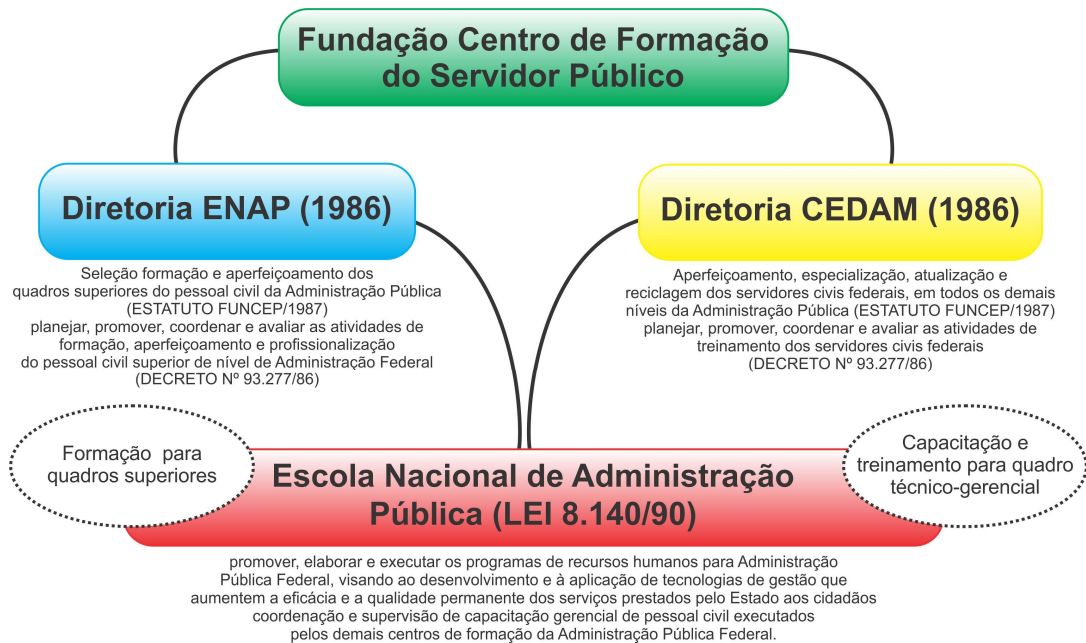 Fundação Centro de Formação
do Servidor Público
Diretoria ENAP (1986)
Seleção formação e aperfeiçoamento dos
quadros superiores do pessoal civil da Administração Pública
(ESTATUTO FUNCEP/1987)
planejar, promover, coordenar e avaliar as atividades de
formação, aperfeiçoamento e profissionalização
do pessoal civil superior de nível de Administração Federal
(DECRETO Nº 93.277/86)
Diretoria CEDAM (1986)
Aperfeiçoamento, especialização, atualização e
reciclagem dos servidores civis federais, em todos os demais
níveis da Administração Pública (ESTATUTO FUNCEP/1987)
planejar, promover, coordenar e avaliar as atividades de
treinamento dos servidores civis federais
(DECRETO Nº 93.277/86)
Formação para
quadros superiores
Escola Nacional de Administração
Pública (LEI 8.140/90)
Capacitação e
treinamento para quadro
técnico-gerencial
promover, elaborar e executar os programas de recursos humanos para Administração
Pública Federal, visando ao desenvolvimento e à aplicação de tecnologias de gestão que
aumentem a eficácia e a qualidade permanente dos serviços prestados pelo Estado aos cidadãos
coordenação e supervisão de capacitação gerencial de pessoal civil executados
pelos demais centros de formação da Administração Pública Federal.